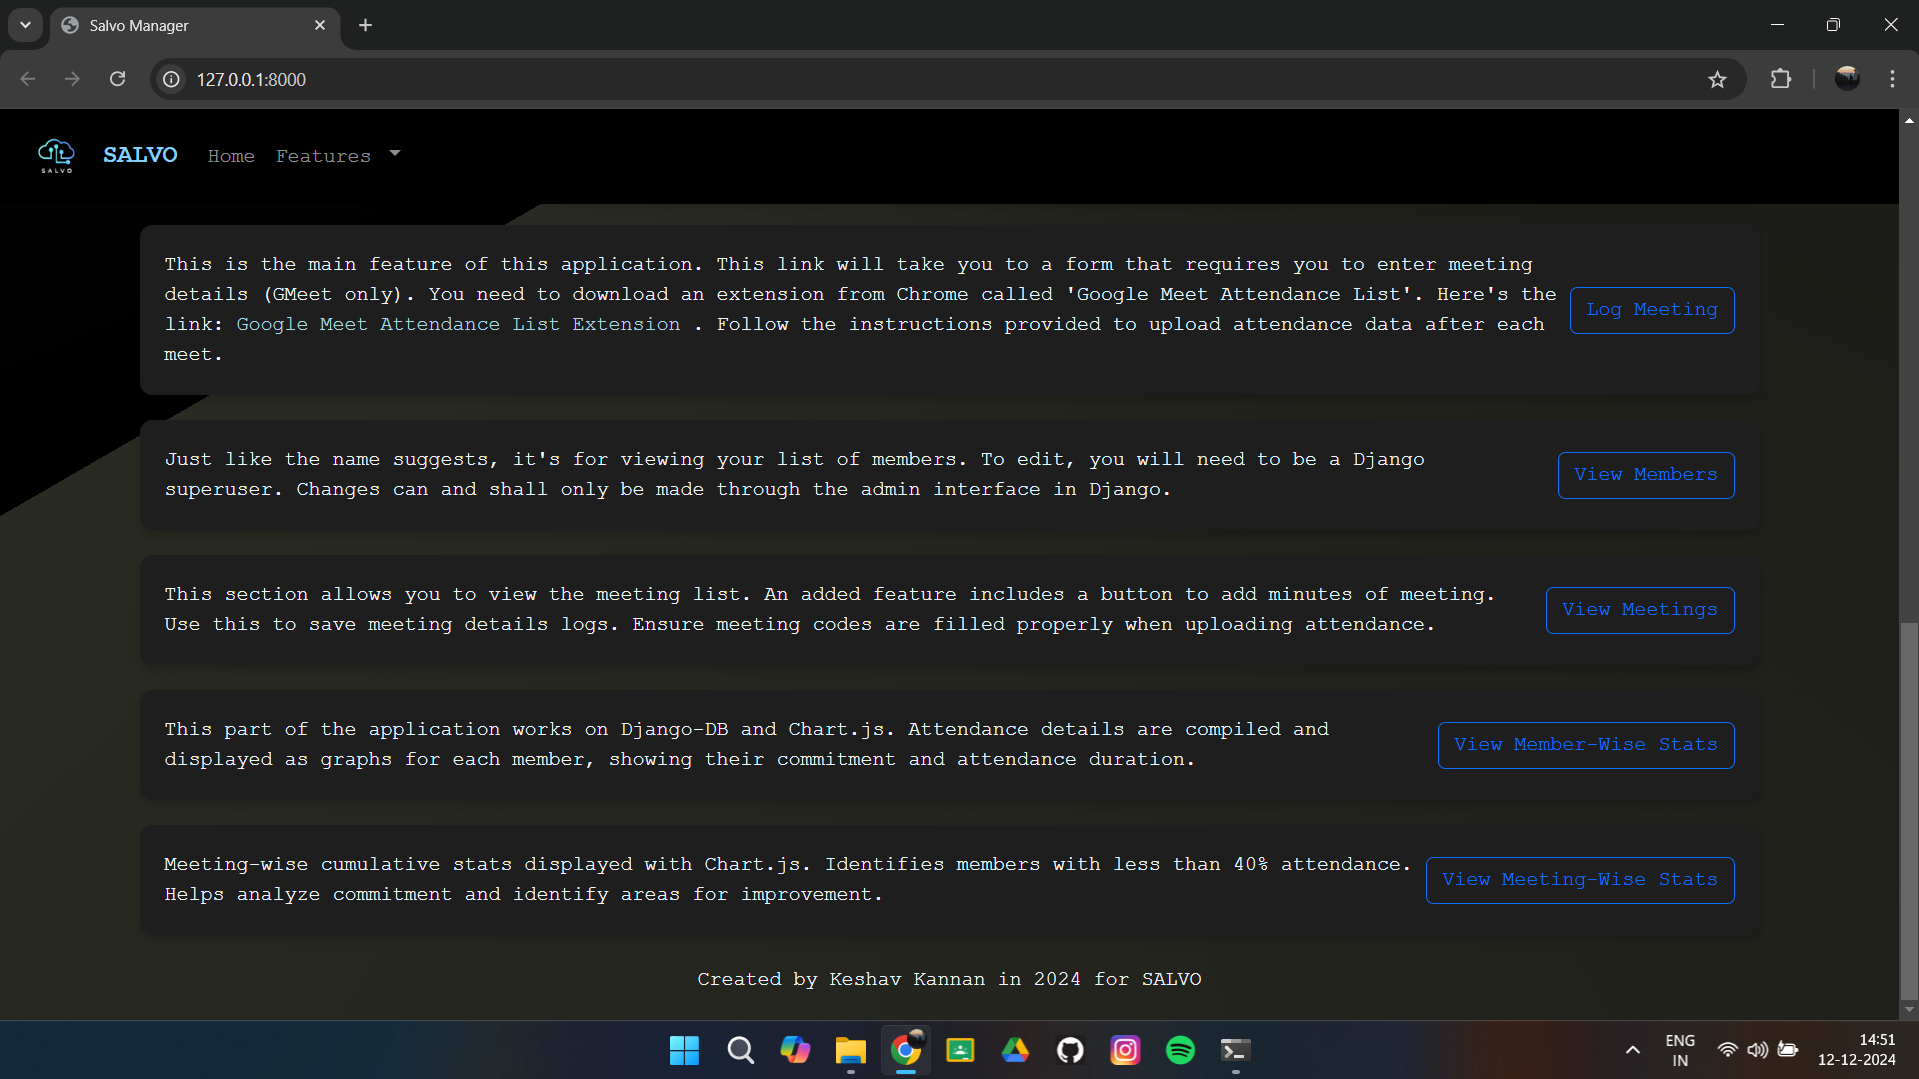 Salvo Manager
127.0.0.1:8000
SALVO
SALVO Home Features
This is the main feature of this application. This link will take you to a form that requires you to enter meeting
details (GMeet only). You need to download an extension from Chrome called 'Google Meet Attendance List'. Here's the
link: Google Meet Attendance List Extension . Follow the instructions provided to upload attendance data after each
meet.
Log Meeting
Just like the name suggests, it's for viewing your list of members. To edit, you will need to be a Django
superuser. Changes can and shall only be made through the admin interface in Django.
View Members
This section allows you to view the meeting list. An added feature includes a button to add minutes of meeting.
Use this to save meeting details logs. Ensure meeting codes are filled properly when uploading attendance.
View Meetings
This part of the application works on Django-DB and Chart.js. Attendance details are compiled and
displayed as graphs for each member, showing their commitment and attendance duration.
View Member-Wise Stats
Meeting-wise cumulative stats displayed with Chart.js. Identifies members with less than 40% attendance.
Helps analyze commitment and identify areas for improvement.
View Meeting-Wise Stats
Created by Keshav Kannan in 2024 for SALVO
ENG
IN
14:51
12-12-2024